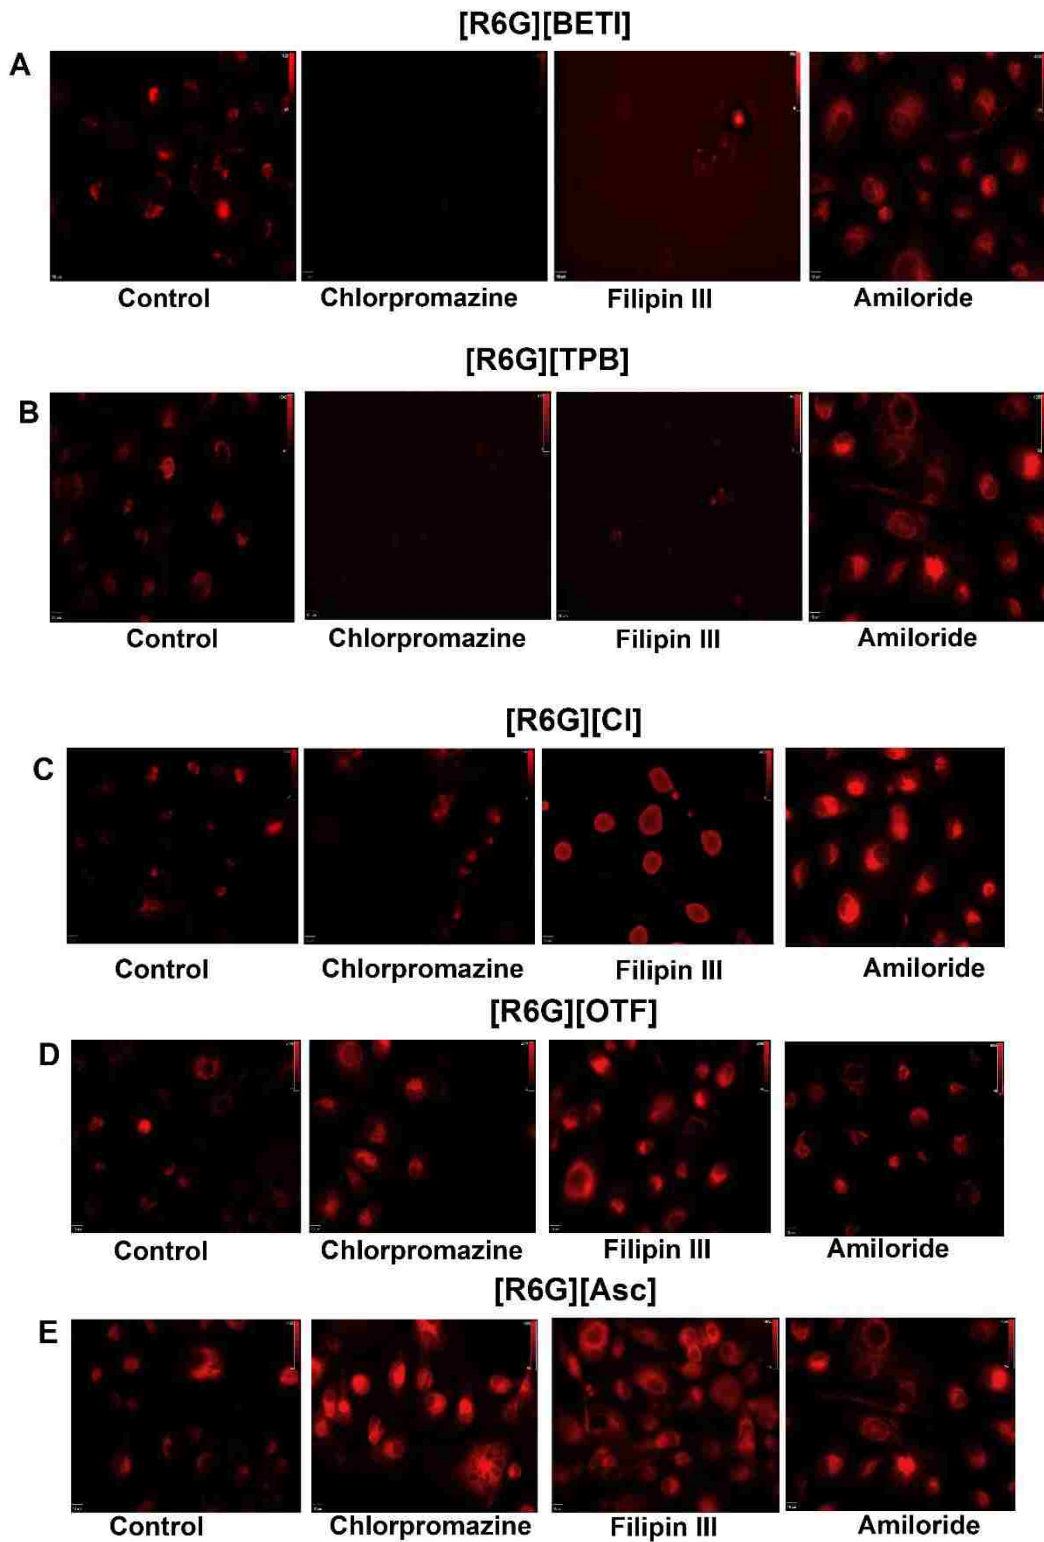 [R6G][BETI]
A
Control Chlorpromazine Filipin III Amiloride
[R6G][TPB]
B
Control Chlorpromazine Filipin III Amiloride
[R6G][Cl]
C
Control Chlorpromazine Filipin III Amiloride
[R6G][OTF]
D
Control Chlorpromazine Filipin III Amiloride
[R6G][Asc]
E
Control Chlorpromazine Filipin III Amiloride